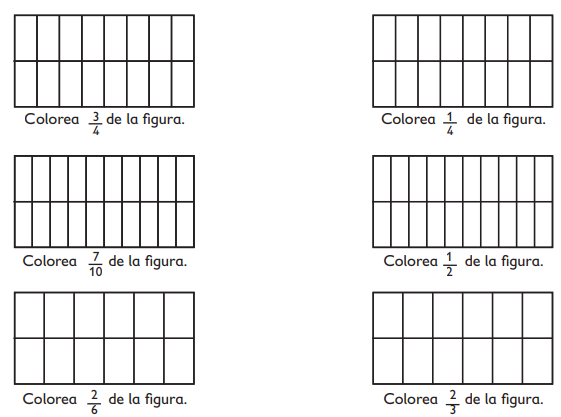 Colorea 3/4 de la figura.
Colorea 1/4 de la figura.
Colorea 7/10 de la figura.
Colorea 1/2 de la figura.
Colorea 2/6 de la figura.
Colorea 2/3 de la figura.